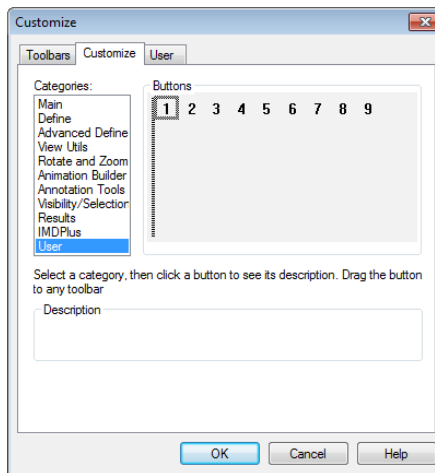 Customize
Toolbars Customize User
Categories:
Buttons
Main
Define
Advanced Define
View Utils
Rotate and Zoom
Animation Builder
Annotation Tools
Visibility/Selection
Results
IMDPlus
User
1 2 3 4 5 6 7 8 9
Select a category, then click a button to see its description. Drag the button
to any toolbar
Description
OK Cancel Help